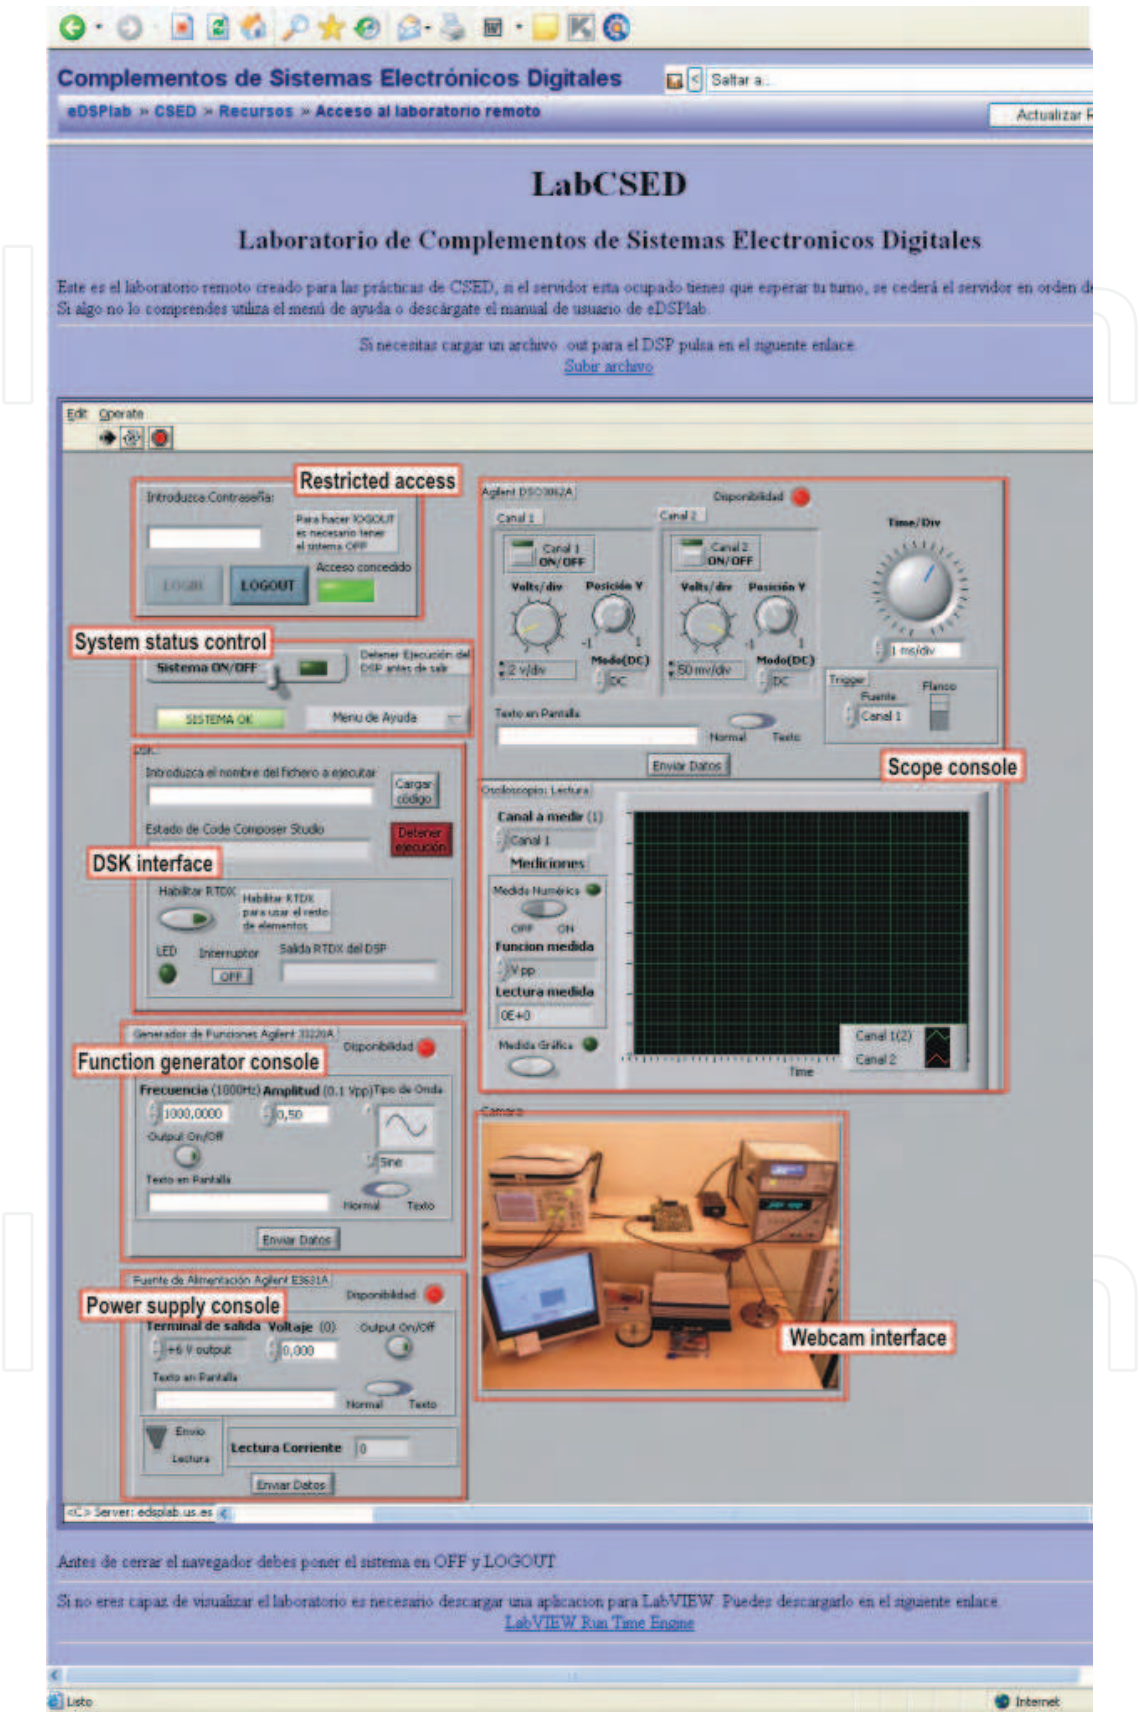 Complementos de Sistemas Electrónicos Digitales
Saltar a...
eDSPlab » CSED » Recursos » Acceso al laboratorio remoto
Actualizar R
LabCSED
Laboratorio de Complementos de Sistemas Electronicos Digitales
Este es el laboratorio remoto creado para las prácticas de CSED, si el servidor esta ocupado tienes que esperar tu turno, se cederá el servidor en orden de
Si algo no lo comprendes utiliza el menú de ayuda o descárgate el manual de usuario de eDSPlab.
Si necesitas cargar un archivo .out para el DSP pulsa en el siguente enlace.
Subir archivo
Edit Operate
Restricted access
Introduzca Contraseña:
Para hacer lOGOUT
es necesario tener
el sistema OFF
Acceso concedido
LOGIN
LOGOUT
System status control
Sistema ON/OFF
Detener Ejecución del
DSP antes de salir
SISTEMA OK
Menu de Ayuda
DSK
Introduzca el nombre del fichero a ejecutar
Cargar
código
Estado de Code Composer Studio
Detener
ejecución
DSK interface
Habilitar RTDX
Habilitar RTDX
para usar el resto
de elementos
LED
Interruptor
Salida RTDX del DSP
OFF
Generador de Funciones Agilent 33220A
Disponibilidad
Function generator console
Frecuencia (1000Hz)
Amplitud (0.1 Vpp)
Tipo de Onda
1000,0000
0,50
Output On/Off
Sine
Texto en Pantalla
Normal Texto
Enviar Datos
Fuente de Alimentación Agilent E3631A
Disponibilidad
Power supply console
Terminal de salida
Voltaje (0)
Output On/Off
+6 V output
0,000
Texto en Pantalla
Normal Texto
Envio
Lectura
Lectura Corriente
0
Enviar Datos
Agilent DSO3062A
Disponibilidad
Canal 1
Canal 2
Canal 1
ON/OFF
Canal 2
ON/OFF
Time/Div
Volts/div
Posición Y
Volts/div
Posición Y
-1 1
-1 1
2 v/div
Modo(DC)
DC
50 mv/div
Modo(DC)
DC
1 ms/div
Trigger
Fuente
Canal 1
Flanco
Texto en Pantalla
Normal Texto
Enviar Datos
Scope console
Osciloscopio: Lectura
Canal a medir (1)
Canal 1
Mediciones
Medida Numérica
OFF ON
Funcion medida
V pp
Lectura medida
0E+0
Medida Gráfica
Canal 1(2)
Canal 2
Time
Camara
Webcam interface
<C> Server: edsplab.us.es
Antes de cerrar el navegador debes poner el sistema en OFF y LOGOUT
Si no eres capaz de visualizar el laboratorio es necesario descargar una aplicacion para LabVIEW. Puedes descargarlo en el siguiente enlace.
LabVIEW Run Time Engine
Listo
Internet